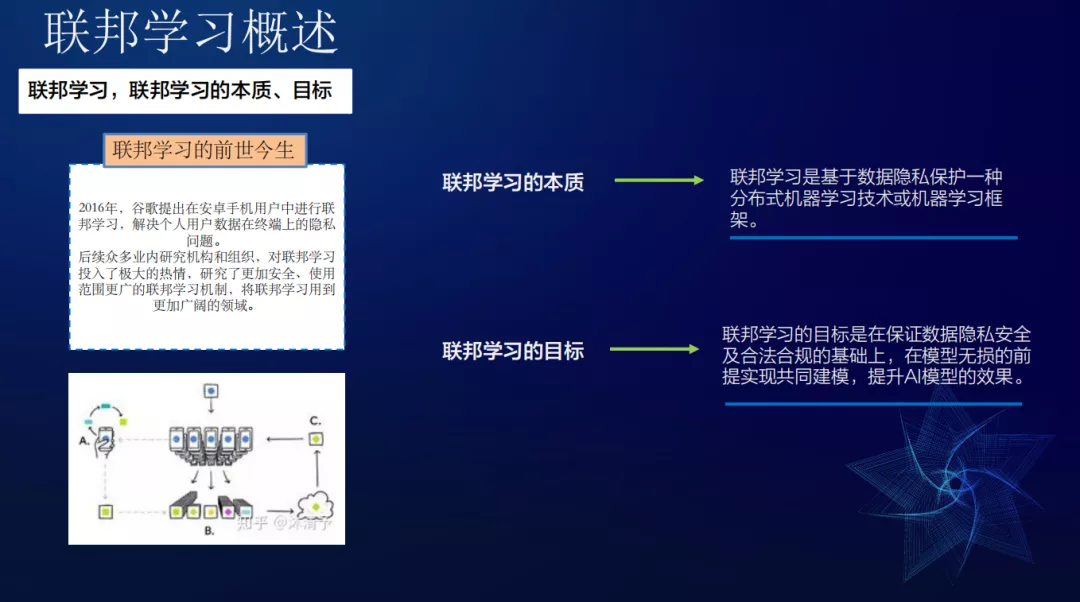 联邦学习概述
联邦学习，联邦学习的本质、目标
联邦学习的前世今生
2016年，谷歌提出在安卓手机用户中进行联
邦学习，解决个人用户数据在终端上的隐私
问题。
后续众多业内研究机构和组织，对联邦学习
投入了极大的热情，研究了更加安全、使用
范围更广的联邦学习机制，将联邦学习用到
更加广阔的领域。
A.
C.
B.
知乎
联邦学习的本质
联邦学习是基于数据隐私保护一种
分布式机器学习技术或机器学习框
架。
联邦学习的目标
联邦学习的目标是在保证数据隐私安全
及合法合规的基础上，在模型无损的前
提实现共同建模，提升AI模型的效果。